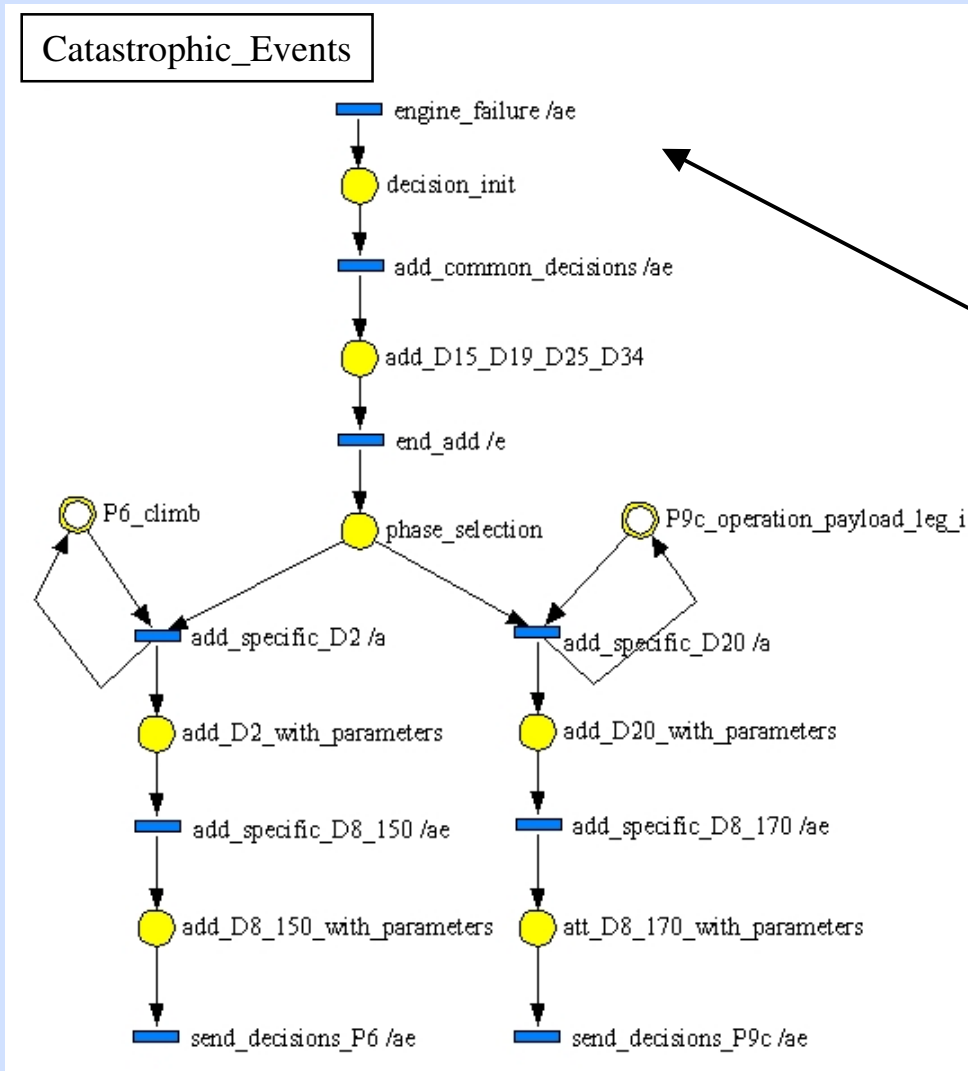 Catastrophic_Events
engine_failure /ae
decision_init
add_common_decisions /ae
add_D15_D19_D25_D34
end_add /e
P6_climb
phase_selection
P9c_operation_payload_leg_i
add_specific_D2 /a
add_specific_D20 /a
add_D2_with_parameters
add_D20_with_parameters
add_specific_D8_150 /ae
add_specific_D8_170 /ae
add_D8_150_with_parameters
att_D8_170_with_parameters
send_decisions_P6 /ae
send_decisions_P9c /ae